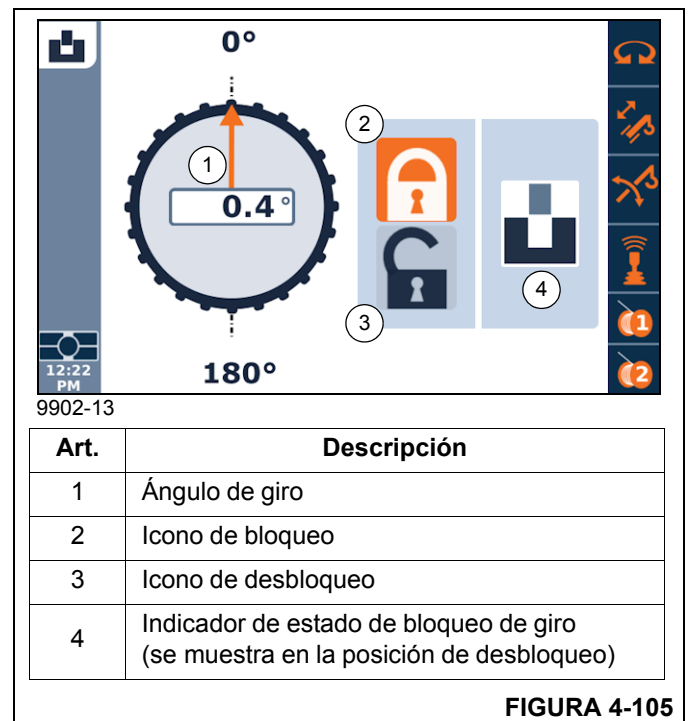 0°
1
2
0.4°
4
3
1
2
12:22
PM
180°
9902-13
Art. Descripción
1 Ángulo de giro
2 Icono de bloqueo
3 Icono de desbloqueo
4 Indicador de estado de bloqueo de giro
(se muestra en la posición de desbloqueo)
FIGURA 4-105